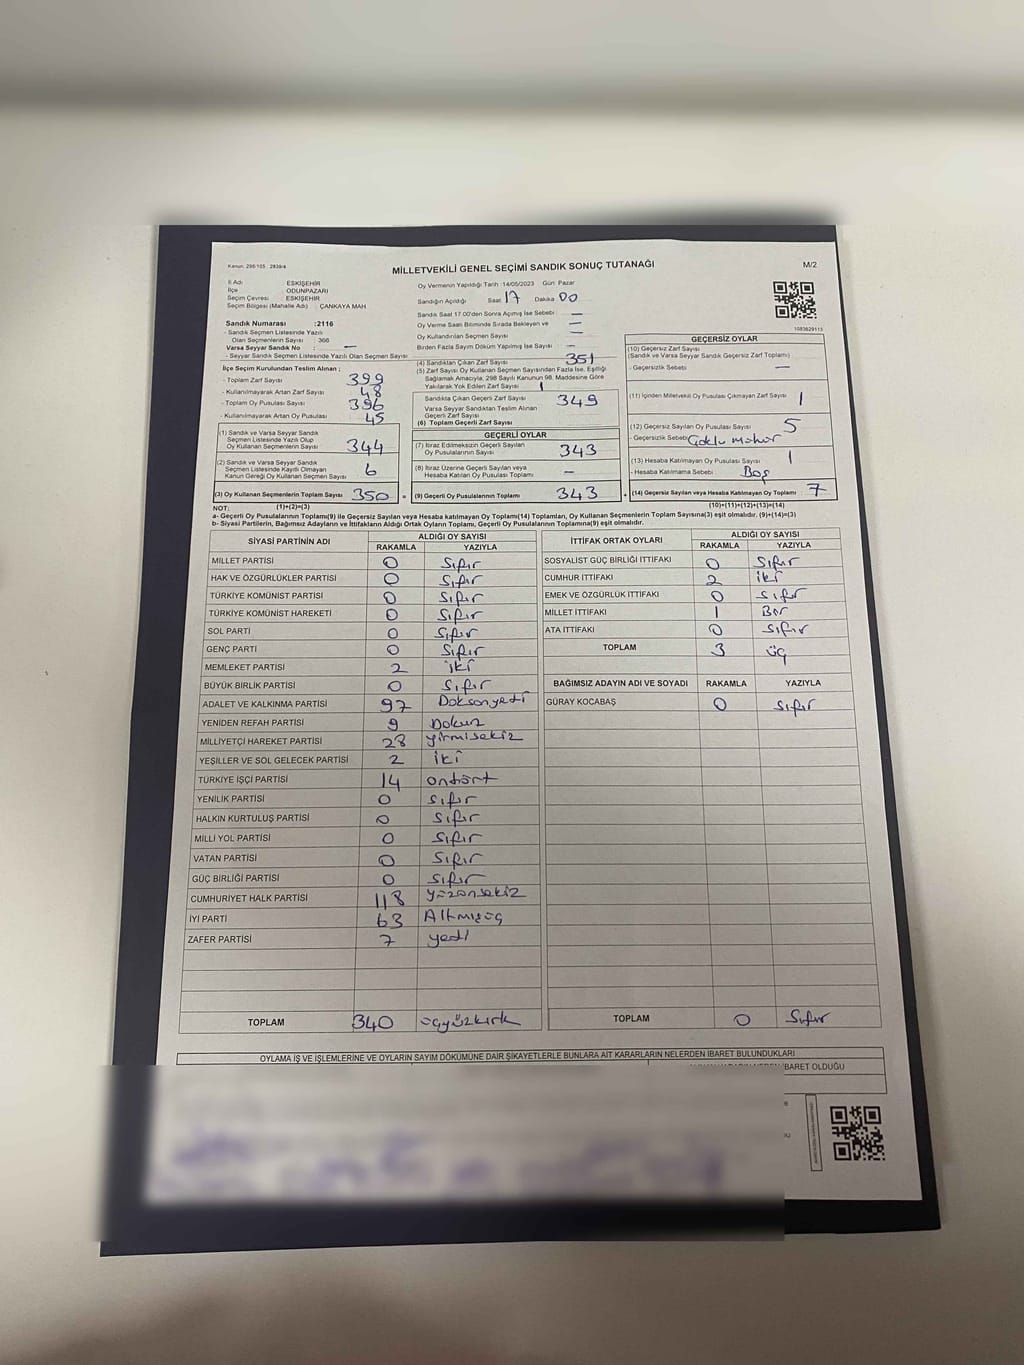 Kanun: 298/105 ; 2839/4
MİLLETVEKİLİ GENEL SEÇİMİ SANDIK SONUÇ TUTANAĞI
M/2
İl Adı : ESKİŞEHİR
İlçe : ODUNPAZARI
Seçim Çevresi : ESKİŞEHİR
Seçim Bölgesi (Mahalle Adı) : ÇANKAYA MAH
Sandık Numarası :2116
- Sandık Seçmen Listesinde Yazılı
Olan Seçmenlerin Sayısı : 366
Varsa Seyyar Sandık No : —
- Seyyar Sandık Seçmen Listesinde Yazılı Olan Seçmen Sayısı
İlçe Seçim Kurulundan Teslim Alınan ;
- Toplam Zarf Sayısı 399
- Kullanılmayarak Artan Zarf Sayısı 48
- Toplam Oy Pusulası Sayısı 396
- Kullanılmayarak Artan Oy Pusulası 45
(1) Sandık ve Varsa Seyyar Sandık
Seçmen Listesinde Yazılı Olup
Oy Kullanan Seçmenlerin Sayısı 344
(2) Sandık ve Varsa Seyyar Sandık
Seçmen Listesinde Kayıtlı Olmayan
Kanun Gereği Oy Kullanan Seçmen Sayısı 6
(3) Oy Kullanan Seçmenlerin Toplam Sayısı 350 =
Oy Vermenin Yapıldığı Tarih :14/05/2023 Gün: Pazar
Sandığın Açıldığı Saat 17 Dakika 00
Sandık Saat 17.00'den Sonra Açılmış İse Sebebi : —
Oy Verme Saati Bitiminde Sırada Bekleyen ve
Oy Kullandırılan Seçmen Sayısı —
Birden Fazla Sayım Döküm Yapılmış İse Sayısı —
(4) Sandıktan Çıkan Zarf Sayısı 351
(5) Zarf Sayısı Oy Kullanan Seçmen Sayısından Fazla İse, Eşitliği
Sağlamak Amacıyla, 298 Sayılı Kanunun 98. Maddesine Göre
Yakılarak Yok Edilen Zarf Sayısı 1
Sandıkta Çıkan Geçerli Zarf Sayısı 349
Varsa Seyyar Sandıktan Teslim Alınan
Geçerli Zarf Sayısı
(6) Toplam Geçerli Zarf Sayısı
GEÇERLİ OYLAR
(7) İtiraz Edilmeksizin Geçerli Sayılan
Oy Pusulalarının Sayısı 343
(8) İtiraz Üzerine Geçerli Sayılan veya
Hesaba Katılan Oy Pusulası Toplamı —
(9) Geçerli Oy Pusulalarının Toplamı 343 +
1083829113
GEÇERSİZ OYLAR
(10) Geçersiz Zarf Sayısı
(Sandık ve Varsa Seyyar Sandık Geçersiz Zarf Toplamı)
- Geçersizlik Sebebi : —
(11) İçinden Milletvekili Oy Pusulası Çıkmayan Zarf Sayısı 1
(12) Geçersiz Sayılan Oy Pusulası Sayısı 5
- Geçersizlik Sebebi: Çoklu mühür
(13) Hesaba Katılmayan Oy Pusulası Sayısı 1
- Hesaba Katılmama Sebebi : Boş
(14) Geçersiz Sayılan veya Hesaba Katılmayan Oy Toplamı 7
NOT: (1)+(2)=(3) (10)+(11)+(12)+(13)=(14)
a- Geçerli Oy Pusulalarının Toplamı(9) ile Geçersiz Sayılan veya Hesaba Katılmayan Oy Toplamı(14) Toplamları, Oy Kullanan Seçmenlerin Toplam Sayısına(3) eşit olmalıdır. (9)+(14)=(3)
b- Siyasi Partilerin, Bağımsız Adayların ve İttifakların Aldığı Ortak Oyların Toplamı, Geçerli Oy Pusulalarının Toplamına(9) eşit olmalıdır.
SİYASİ PARTİNİN ADI ALDIĞI OY SAYISI
RAKAMLA YAZIYLA
MİLLET PARTİSİ 0 Sıfır
HAK VE ÖZGÜRLÜKLER PARTİSİ 0 Sıfır
TÜRKİYE KOMÜNİST PARTİSİ 0 Sıfır
TÜRKİYE KOMÜNİST HAREKETİ 0 Sıfır
SOL PARTİ 0 Sıfır
GENÇ PARTİ 0 Sıfır
MEMLEKET PARTİSİ 2 iki
BÜYÜK BİRLİK PARTİSİ 0 Sıfır
ADALET VE KALKINMA PARTİSİ 97 Doksanyedi
YENİDEN REFAH PARTİSİ 9 Dokuz
MİLLİYETÇİ HAREKET PARTİSİ 28 yirmisekiz
YEŞİLLER VE SOL GELECEK PARTİSİ 2 iki
TÜRKİYE İŞÇİ PARTİSİ 14 ondört
YENİLİK PARTİSİ 0 Sıfır
HALKIN KURTULUŞ PARTİSİ 0 Sıfır
MİLLİ YOL PARTİSİ 0 Sıfır
VATAN PARTİSİ 0 Sıfır
GÜÇ BİRLİĞİ PARTİSİ 0 Sıfır
CUMHURİYET HALK PARTİSİ 118 yüzonsekiz
İYİ PARTİ 63 Altmışüç
ZAFER PARTİSİ 7 yedi
TOPLAM 340 üçyüzkırk
İTTİFAK ORTAK OYLARI ALDIĞI OY SAYISI
RAKAMLA YAZIYLA
SOSYALİST GÜÇ BİRLİĞİ İTTİFAKI 0 Sıfır
CUMHUR İTTİFAKI 2 iki
EMEK VE ÖZGÜRLÜK İTTİFAKI 0 Sıfır
MİLLET İTTİFAKI 1 Bir
ATA İTTİFAKI 0 Sıfır
TOPLAM 3 üç
BAĞIMSIZ ADAYIN ADI VE SOYADI RAKAMLA YAZIYLA
GÜRAY KOCABAŞ 0 Sıfır
TOPLAM 0 Sıfır
OYLAMA İŞ VE İŞLEMLERİNE VE OYLARIN SAYIM DÖKÜMÜNE DAİR ŞİKAYETLERLE BUNLARA AİT KARARLARIN NELERDEN İBARET BULUNDUKLARI
İBARET OLDUĞU